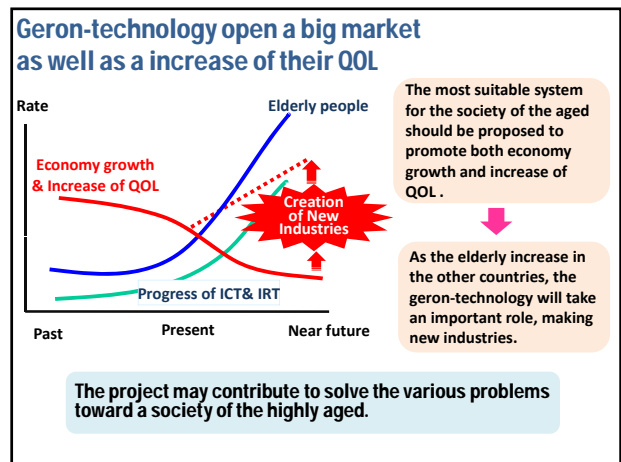 Geron-technology open a big market
as well as a increase of their QOL
Rate
Elderly people
Economy growth
& Increase of QOL
Creation
of New
Industries
Progress of ICT& IRT
Past
Present
Near future
The most suitable system
for the society of the aged
should be proposed to
promote both economy
growth and increase of
QOL .
As the elderly increase in
the other countries, the
geron-technology will take
an important role, making
new industries.
The project may contribute to solve the various problems
toward a society of the highly aged.